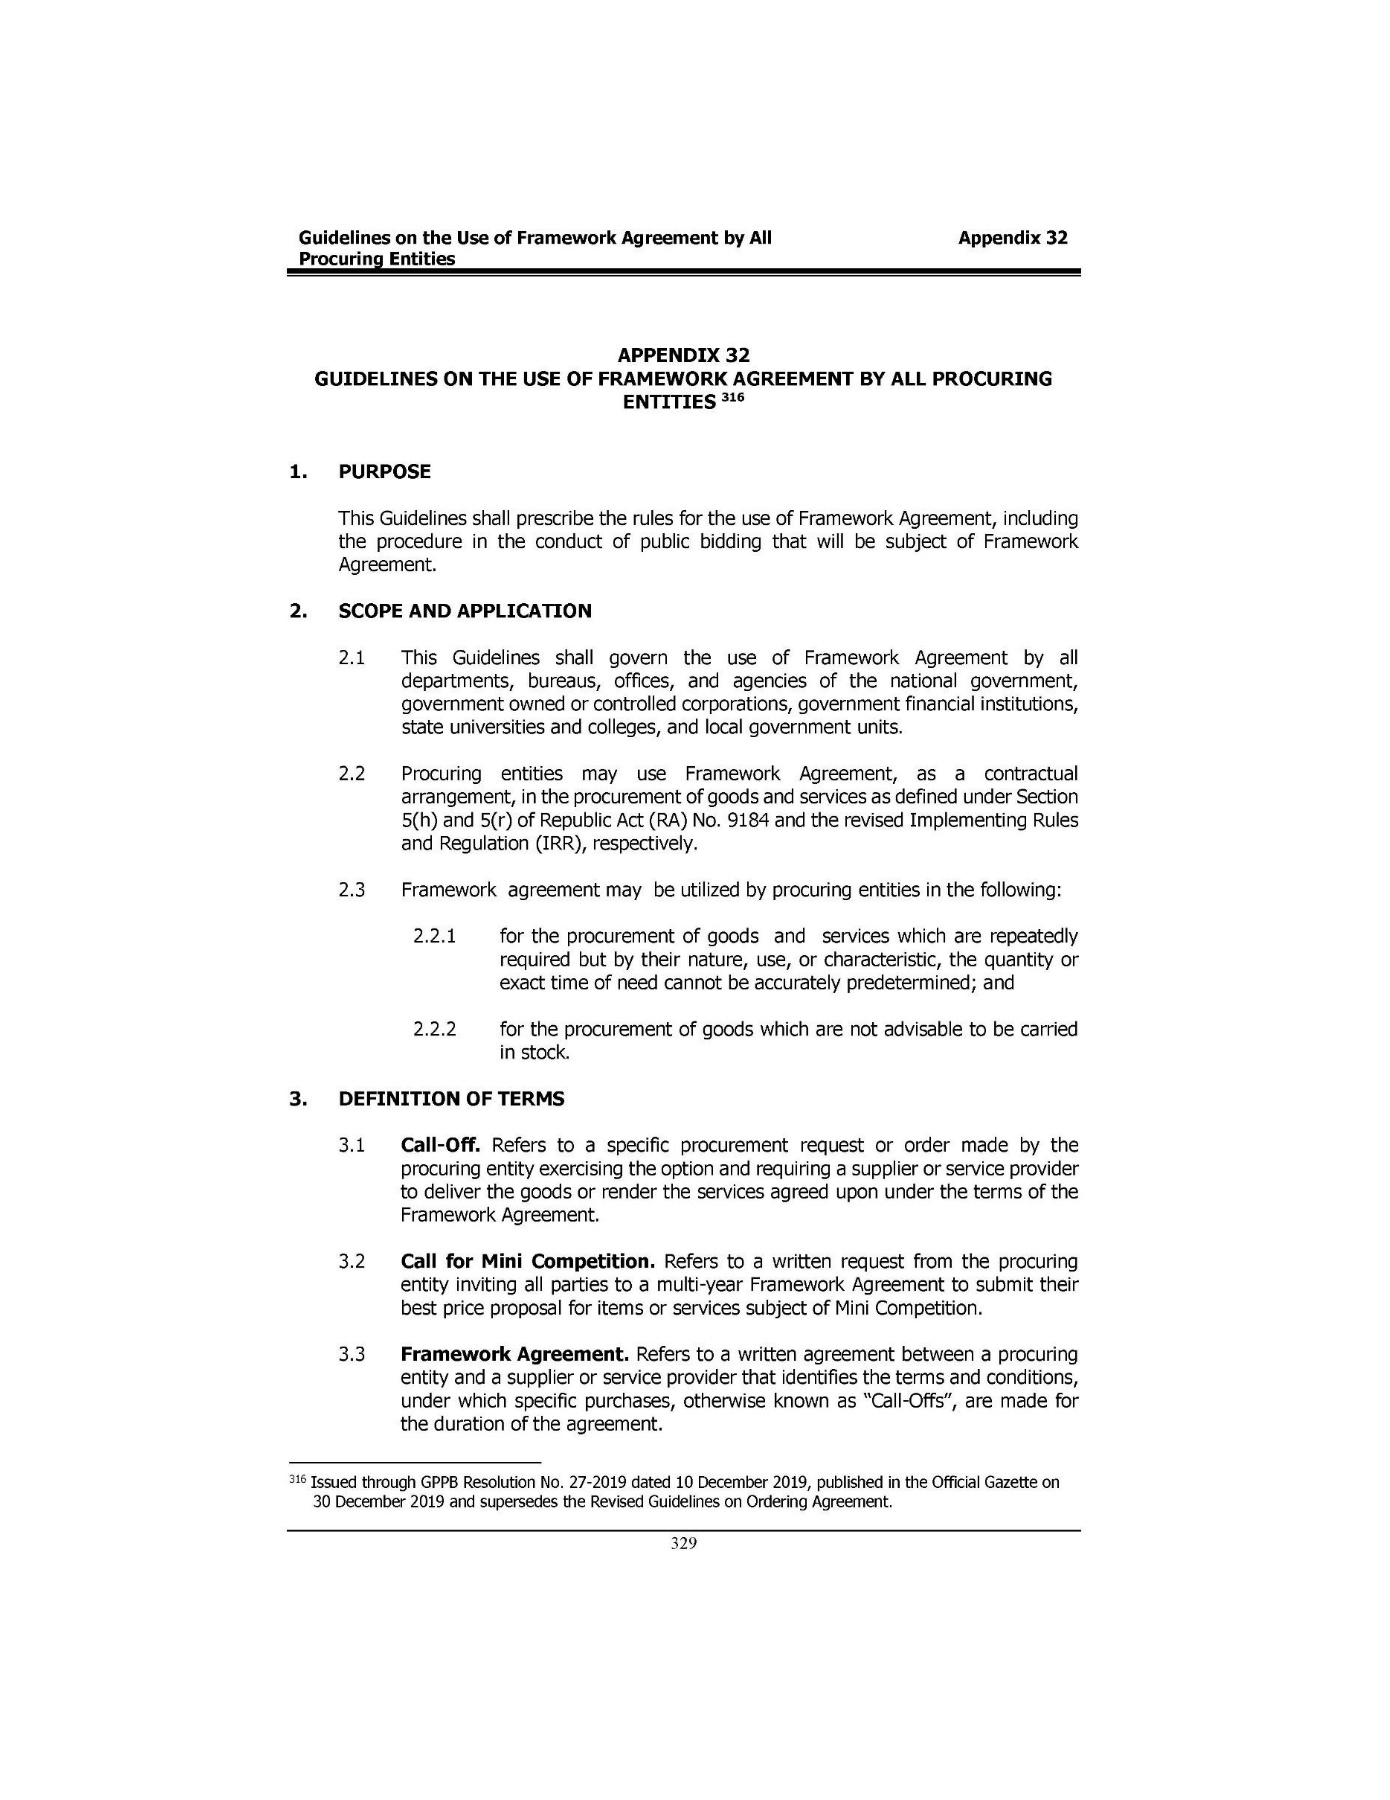 Guidelines on the Use of Framework Agreement by All Appendix 32
Procuring Entities
APPENDIX 32
GUIDELINES ON THE USE OF FRAMEWORK AGREEMENT BY ALL PROCURING
ENTITIES 316
1. PURPOSE
This Guidelines shall prescribe the rules for the use of Framework Agreement, including
the procedure in the conduct of public bidding that will be subject of Framework
Agreement.
2. SCOPE AND APPLICATION
2.1 This Guidelines shall govern the use of Framework Agreement by all
departments, bureaus, offices, and agencies of the national government,
government owned or controlled corporations, government financial institutions,
state universities and colleges, and local government units.
2.2 Procuring entities may use Framework Agreement, as a contractual
arrangement, in the procurement of goods and services as defined under Section
5(h) and 5(r) of Republic Act (RA) No. 9184 and the revised Implementing Rules
and Regulation (IRR), respectively.
2.3 Framework agreement may be utilized by procuring entities in the following:
2.2.1 for the procurement of goods and services which are repeatedly
required but by their nature, use, or characteristic, the quantity or
exact time of need cannot be accurately predetermined; and
2.2.2 for the procurement of goods which are not advisable to be carried
in stock.
3. DEFINITION OF TERMS
3.1 Call-Off. Refers to a specific procurement request or order made by the
procuring entity exercising the option and requiring a supplier or service provider
to deliver the goods or render the services agreed upon under the terms of the
Framework Agreement.
3.2 Call for Mini Competition. Refers to a written request from the procuring
entity inviting all parties to a multi-year Framework Agreement to submit their
best price proposal for items or services subject of Mini Competition.
3.3 Framework Agreement. Refers to a written agreement between a procuring
entity and a supplier or service provider that identifies the terms and conditions,
under which specific purchases, otherwise known as "Call-Offs", are made for
the duration of the agreement.
316 Issued through GPPB Resolution No. 27-2019 dated 10 December 2019, published in the Official Gazette on
30 December 2019 and supersedes the Revised Guidelines on Ordering Agreement.
329